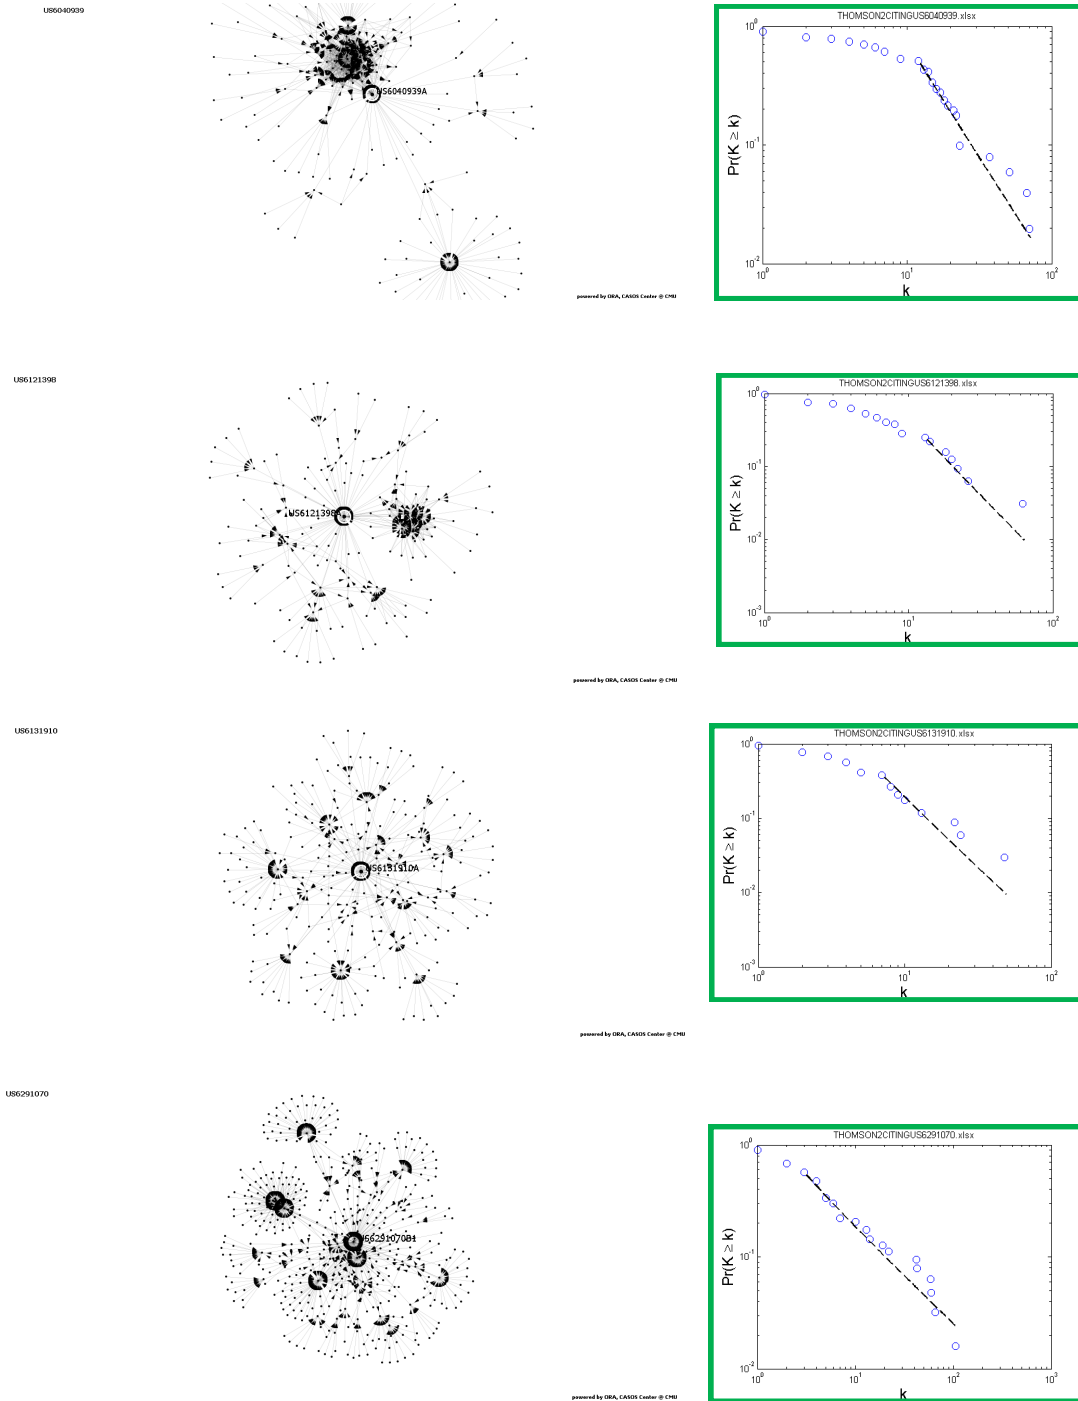 US6040939
US6040939A
powered by ORA, CASOS Center @ CMU
THOMSON2CITINGUS6040939.xlsx
Pr(K ≥ k)
10^0
10^-1
10^-2
10^0 10^1 10^2
k
US6121398
US6121398A
powered by ORA, CASOS Center @ CMU
THOMSON2CITINGUS6121398.xlsx
Pr(K ≥ k)
10^0
10^-1
10^-2
10^-3
10^0 10^1 10^2
k
US6131910
US6131910A
powered by ORA, CASOS Center @ CMU
THOMSON2CITINGUS6131910.xlsx
Pr(K ≥ k)
10^0
10^-1
10^-2
10^-3
10^0 10^1 10^2
k
US6291070
US6291070B1
powered by ORA, CASOS Center @ CMU
THOMSON2CITINGUS6291070.xlsx
Pr(K ≥ k)
10^0
10^-1
10^-2
10^0 10^1 10^2 10^3
k